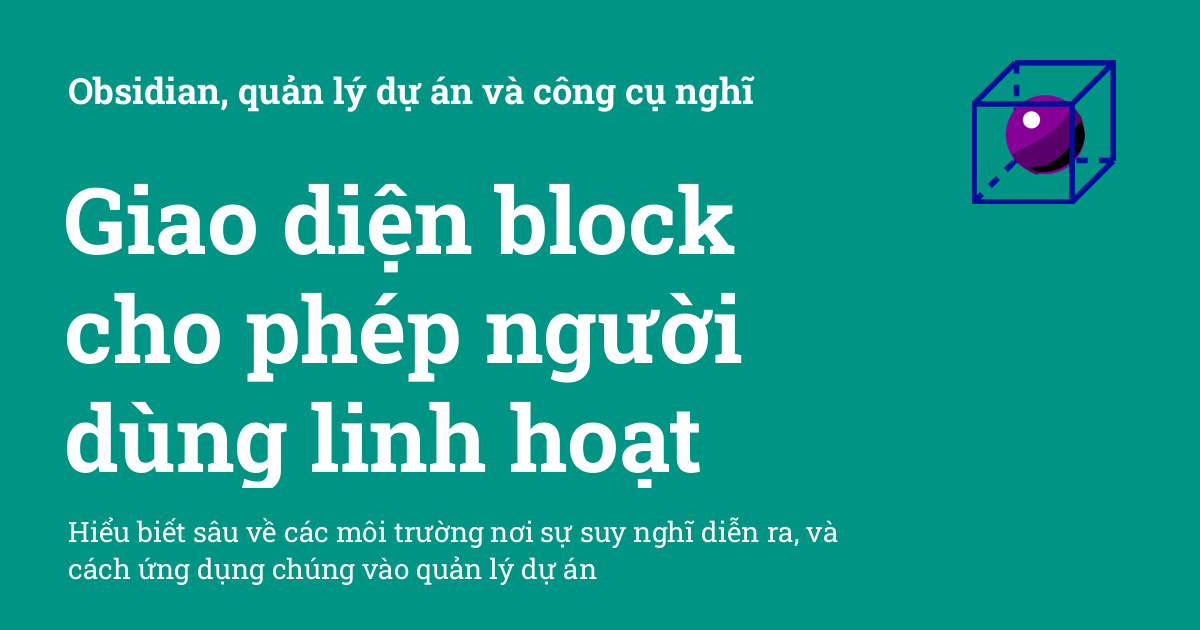 Obsidian, quản lý dự án và công cụ nghĩ
Giao diện block
cho phép người
dùng linh hoạt
Hiểu biết sâu về các môi trường nơi sự suy nghĩ diễn ra, và
cách ứng dụng chúng vào quản lý dự án